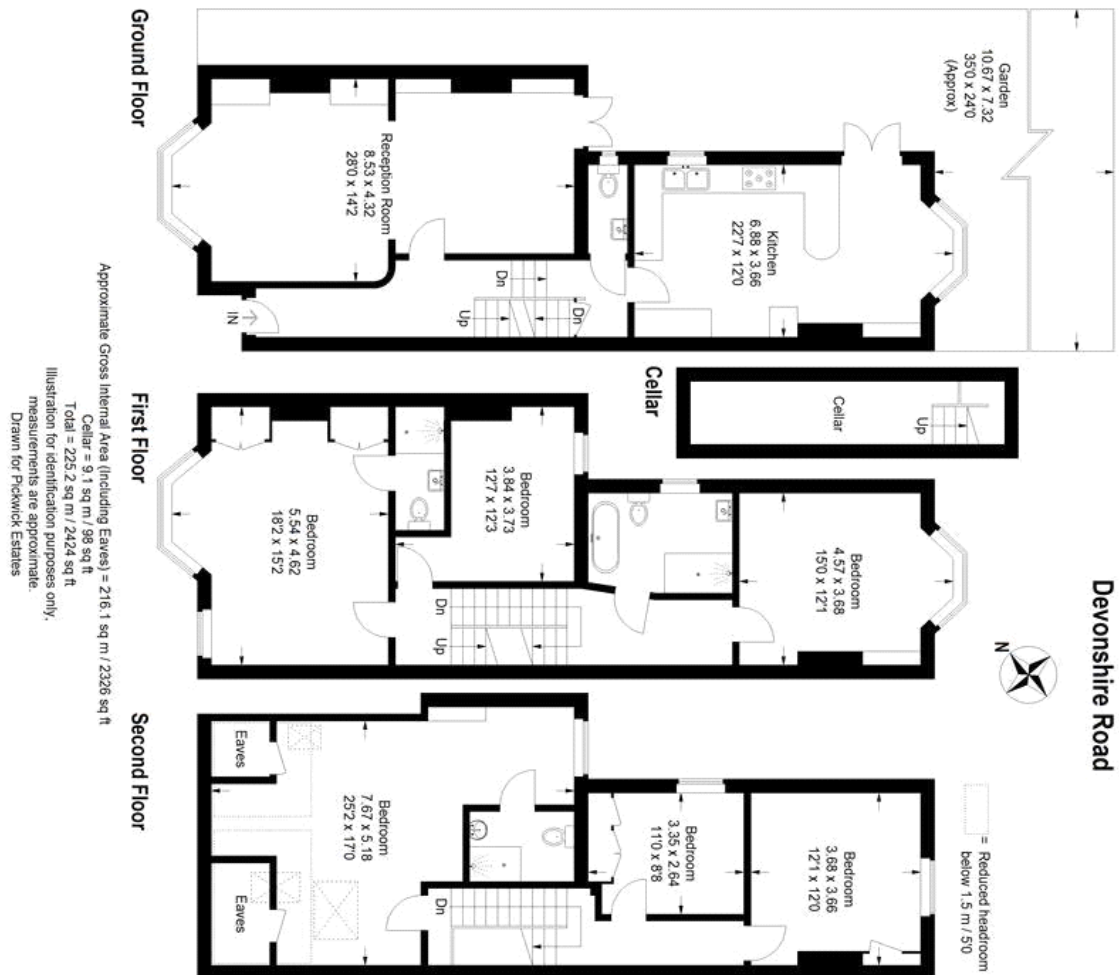 Devonshire Road
N
= Reduced headroom
below 1.5 m / 5'0
Garden
10.67 x 7.32
35'0 x 24'0
(Approx)
Kitchen
6.88 x 3.66
22'7 x 12'0
Reception Room
8.53 x 4.32
28'0 x 14'2
Dn
Dn
Up
IN
Ground Floor
Cellar
Up
Cellar
Bedroom
4.57 x 3.68
15'0 x 12'1
Bedroom
3.84 x 3.73
12'7 x 12'3
Dn
Up
Bedroom
5.54 x 4.62
18'2 x 15'2
First Floor
Bedroom
3.68 x 3.66
12'1 x 12'0
Bedroom
3.35 x 2.64
11'0 x 8'8
Dn
Bedroom
7.67 x 5.18
25'2 x 17'0
Eaves
Eaves
Second Floor
Approximate Gross Internal Area (Including Eaves) = 216.1 sq m / 2326 sq ft
Cellar = 9.1 sq m / 98 sq ft
Total = 225.2 sq m / 2424 sq ft
Illustration for identification purposes only,
measurements are approximate.
Drawn for Pickwick Estates